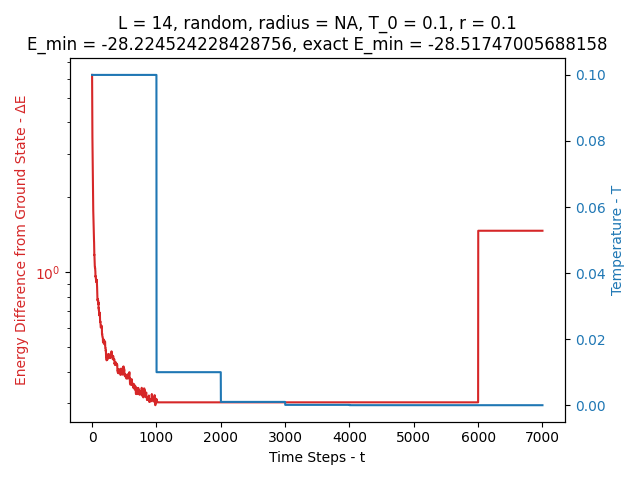 L = 14, random, radius = NA, T_0 = 0.1, r = 0.1
E_min = -28.224524228428756, exact E_min = -28.51747005688158
Energy Difference from Ground State - ΔE
10⁰
0.10
0.08
0.06
0.04
0.02
0.00
Temperature - T
0 1000 2000 3000 4000 5000 6000 7000
Time Steps - t